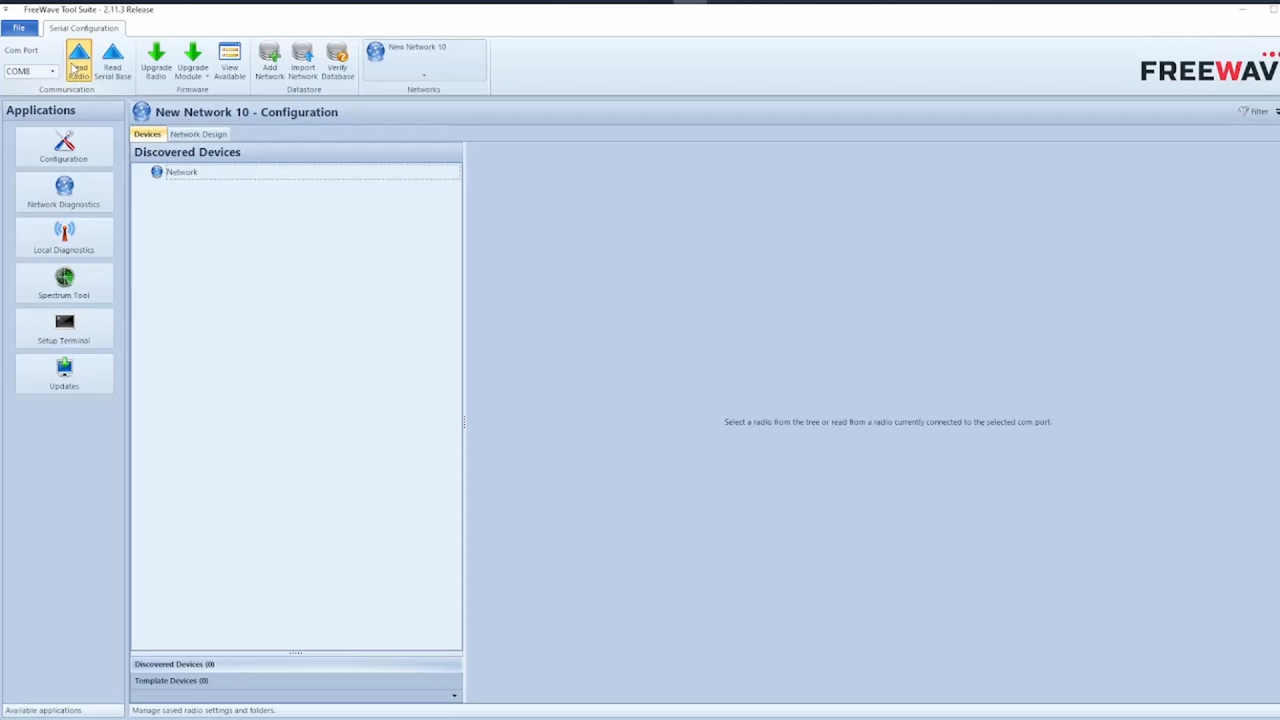 FreeWave Tool Suite - 2.11.3 Release
File
Serial Configuration
Com Port
COM8
Read
Radio
Read
Serial Base
Communication
Upgrade
Radio
Upgrade
Module
View
Available
Firmware
Add
Network
Import
Network
Verify
Database
Datastore
New Network 10
Networks
FREEWAV
Applications
Configuration
Network Diagnostics
Local Diagnostics
Spectrum Tool
Setup Terminal
Updates
Available applications
New Network 10 - Configuration
Filter
Devices
Network Design
Discovered Devices
Network
Select a radio from the tree or read from a radio currently connected to the selected com port.
Discovered Devices (0)
Template Devices (0)
Manage saved radio settings and folders.